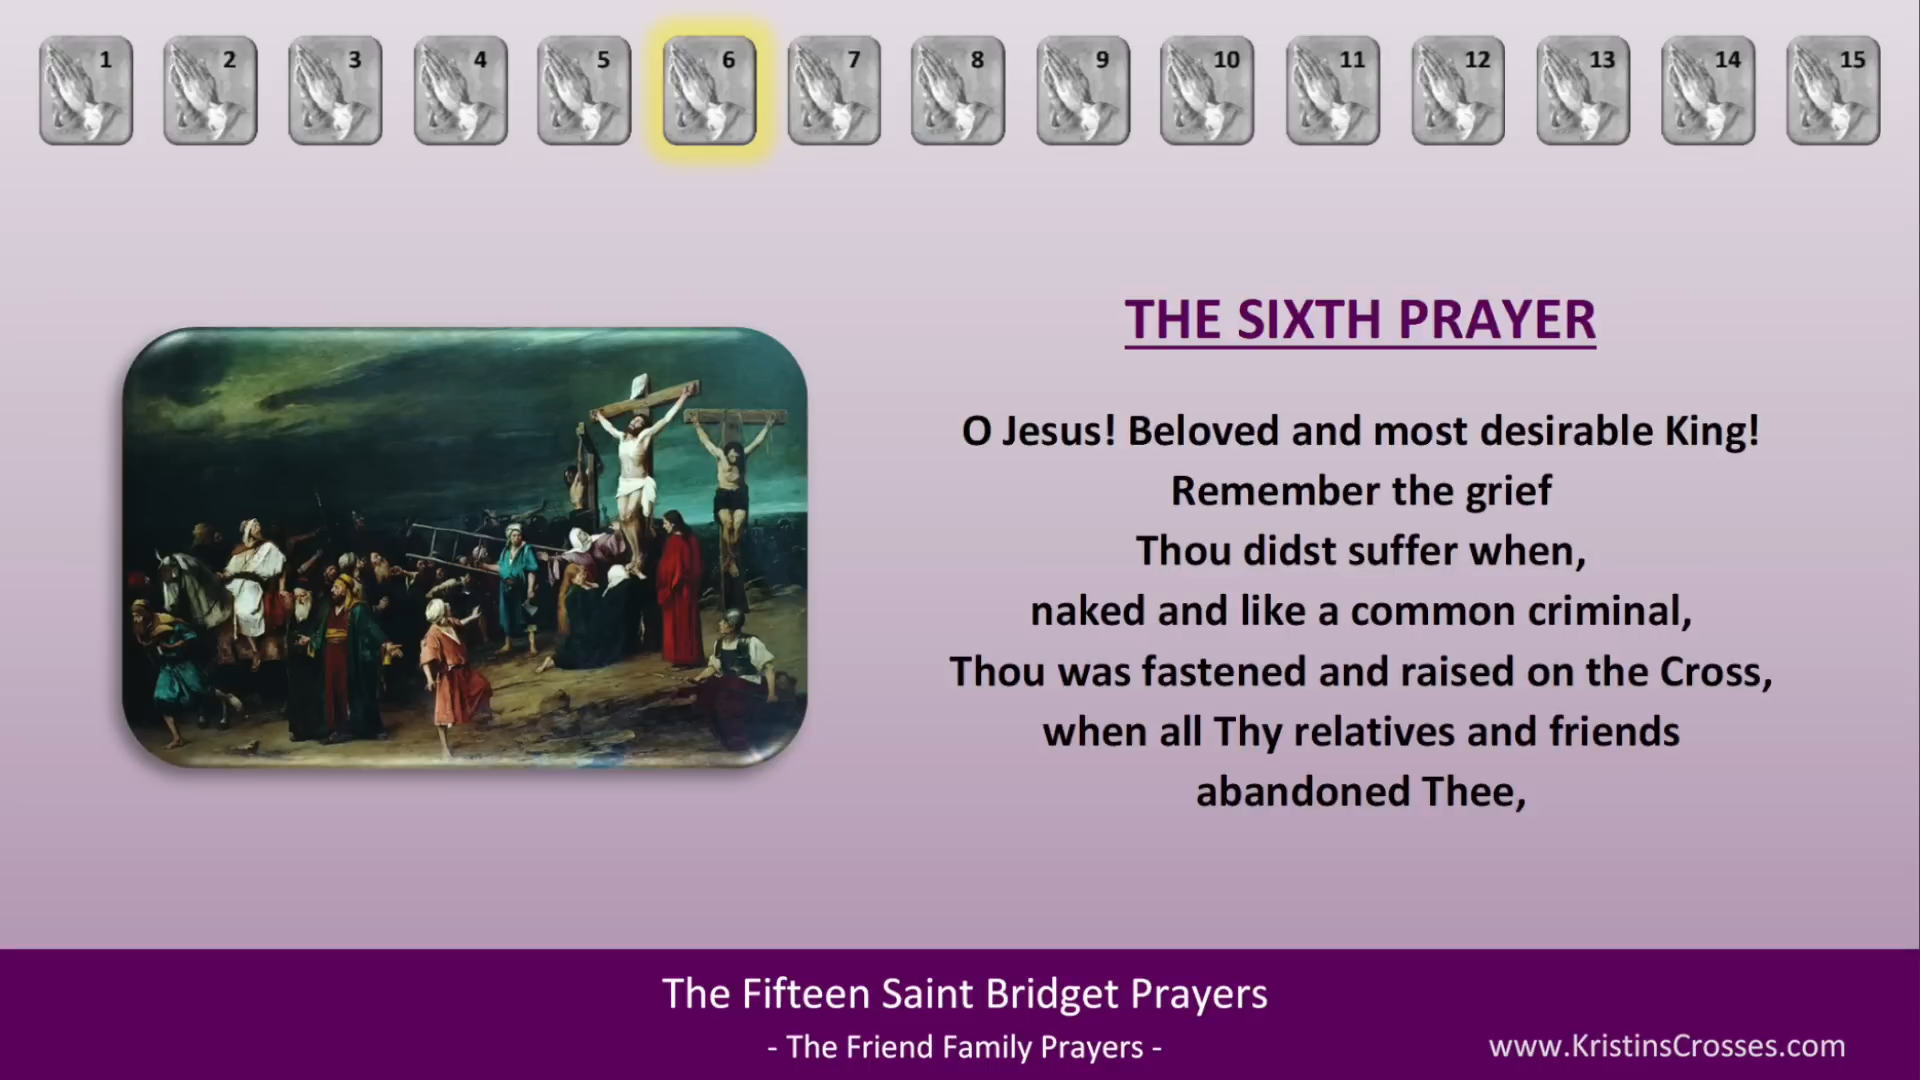 1 2 3 4 5 6 7 8 9 10 11 12 13 14 15
THE SIXTH PRAYER
O Jesus! Beloved and most desirable King!
Remember the grief
Thou didst suffer when,
naked and like a common criminal,
Thou was fastened and raised on the Cross,
when all Thy relatives and friends
abandoned Thee,
The Fifteen Saint Bridget Prayers
- The Friend Family Prayers -
www.KristinsCrosses.com